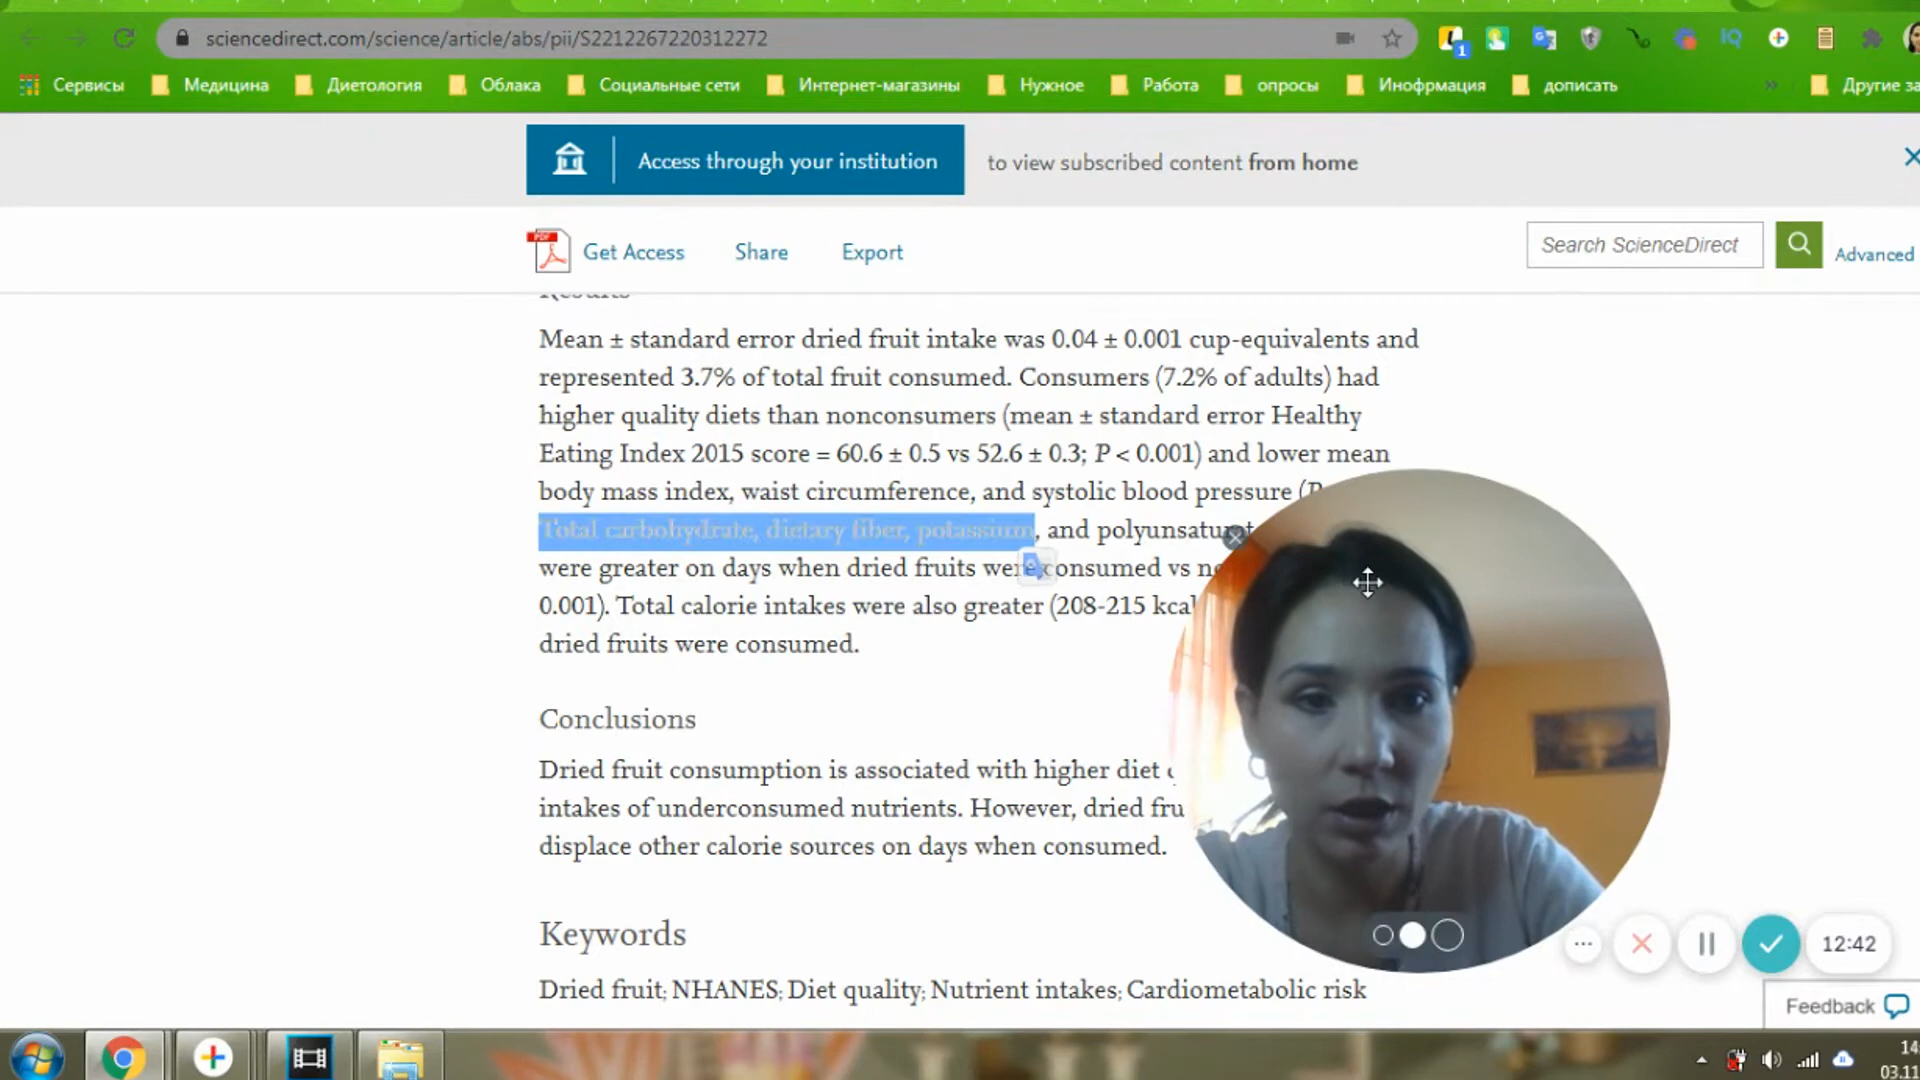 sciencedirect.com/science/article/abs/pii/S2212267220312272
1
IQ
Сервисы Медицина Диетология Облака Социальные сети Интернет-магазины Нужное Работа опросы Инофрмация дописать » Другие за
Access through your institution to view subscribed content from home
PDF Get Access Share Export Search ScienceDirect Advanced
Results
Mean ± standard error dried fruit intake was 0.04 ± 0.001 cup-equivalents and
represented 3.7% of total fruit consumed. Consumers (7.2% of adults) had
higher quality diets than nonconsumers (mean ± standard error Healthy
Eating Index 2015 score = 60.6 ± 0.5 vs 52.6 ± 0.3; P < 0.001) and lower mean
body mass index, waist circumference, and systolic blood pressure (P
Total carbohydrate, dietary fiber, potassium, and polyunsaturat
were greater on days when dried fruits were consumed vs n
0.001). Total calorie intakes were also greater (208-215 kcal
dried fruits were consumed.
Conclusions
Dried fruit consumption is associated with higher diet
intakes of underconsumed nutrients. However, dried fru
displace other calorie sources on days when consumed.
Keywords
Dried fruit; NHANES; Diet quality; Nutrient intakes; Cardiometabolic risk
12:42
Feedback
14
03.11